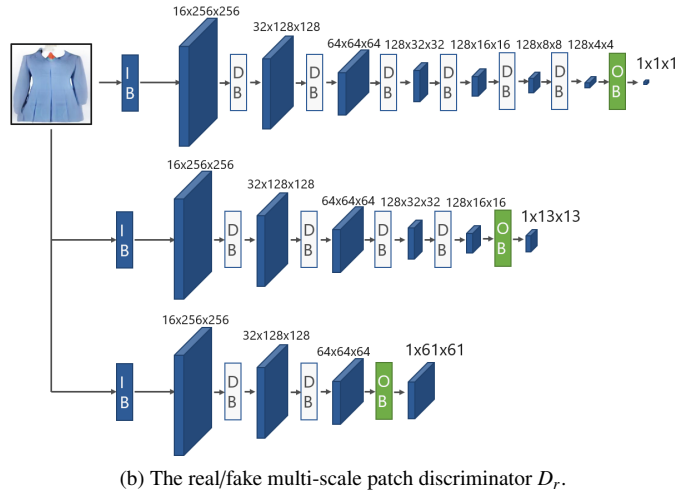 16x256x256
32x128x128
64x64x64 128x32x32 128x16x16 128x8x8 128x4x4
1x1x1
I B
D B
D B
D B
D B
D B
D B
O B
16x256x256
32x128x128
64x64x64 128x32x32 128x16x16
1x13x13
I B
D B
D B
D B
D B
O B
16x256x256
32x128x128
64x64x64 1x61x61
I B
D B
D B
O B
(b) The real/fake multi-scale patch discriminator Dr.